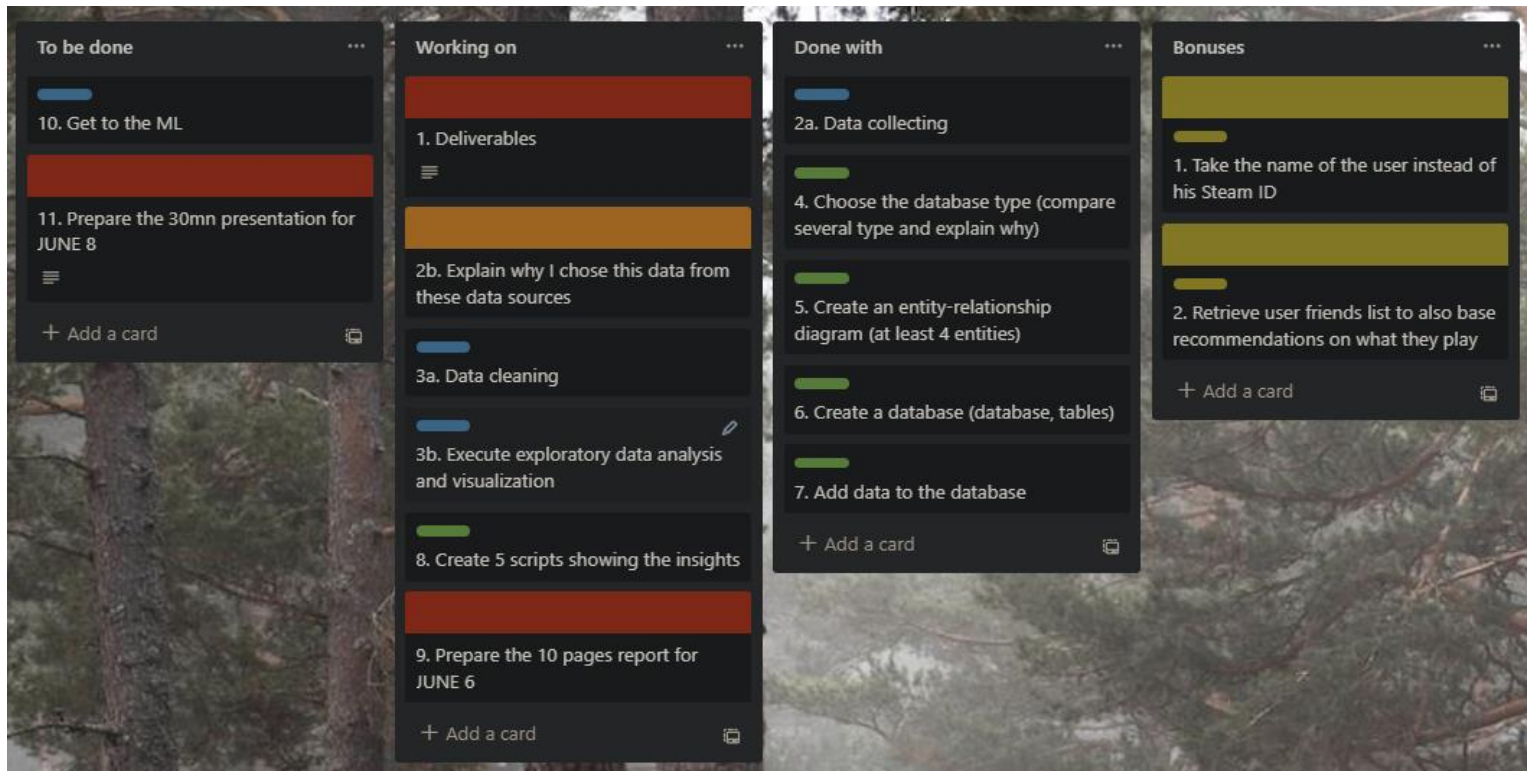 To be done
10. Get to the ML
11. Prepare the 30mn presentation for
JUNE 8
+ Add a card
Working on
1. Deliverables
2b. Explain why I chose this data from
these data sources
3a. Data cleaning
3b. Execute exploratory data analysis
and visualization
8. Create 5 scripts showing the insights
9. Prepare the 10 pages report for
JUNE 6
+ Add a card
Done with
2a. Data collecting
4. Choose the database type (compare
several type and explain why)
5. Create an entity-relationship
diagram (at least 4 entities)
6. Create a database (database, tables)
7. Add data to the database
+ Add a card
Bonuses
1. Take the name of the user instead of
his Steam ID
2. Retrieve user friends list to also base
recommendations on what they play
+ Add a card